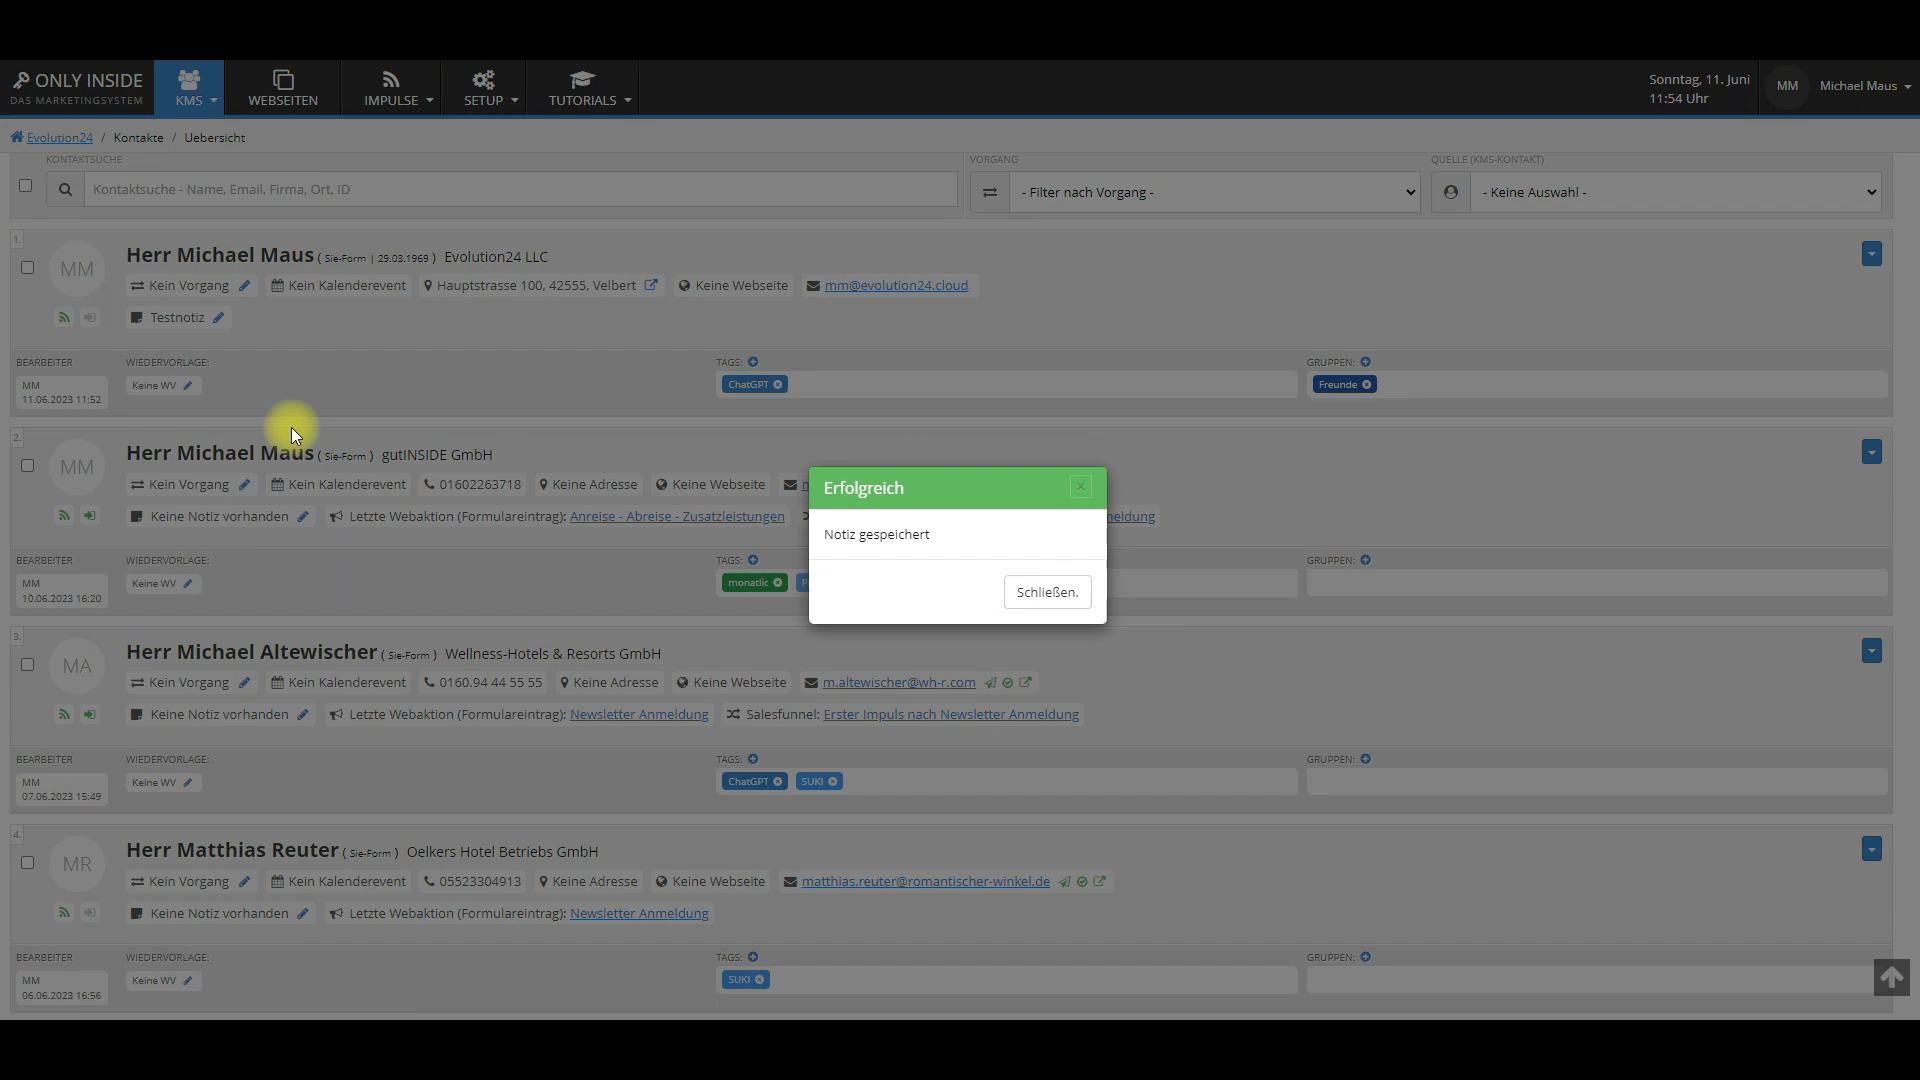 ONLY INSIDE
DAS MARKETINGSYSTEM
KMS
WEBSEITEN
IMPULSE
SETUP
TUTORIALS
Sonntag, 11. Juni
11:54 Uhr
MM
Michael Maus
Evolution24 / Kontakte / Uebersicht
KONTAKTSUCHE
VORGANG
QUELLE (KMS-KONTAKT)
Kontaktsuche - Name, Email, Firma, Ort, ID
- Filter nach Vorgang -
- Keine Auswahl -
1.
MM
Herr Michael Maus ( Sie-Form | 29.03.1969 ) Evolution24 LLC
Kein Vorgang Kein Kalenderevent Hauptstrasse 100, 42555, Velbert Keine Webseite mm@evolution24.cloud
Testnotiz
BEARBEITER WIEDERVORLAGE: TAGS: GRUPPEN:
MM
11.06.2023 11:52
Keine WV
ChatGPT
Freunde
2.
MM
Herr Michael Maus ( Sie-Form ) gutINSIDE GmbH
Kein Vorgang Kein Kalenderevent 01602263718 Keine Adresse Keine Webseite
Keine Notiz vorhanden Letzte Webaktion (Formulareintrag): Anreise - Abreise - Zusatzleistungen
eldung
BEARBEITER WIEDERVORLAGE: TAGS: GRUPPEN:
MM
10.06.2023 16:20
Keine WV
monatlic
Erfolgreich
×
Notiz gespeichert
Schließen.
3.
MA
Herr Michael Altewischer ( Sie-Form ) Wellness-Hotels & Resorts GmbH
Kein Vorgang Kein Kalenderevent 0160.94 44 55 55 Keine Adresse Keine Webseite m.altewischer@wh-r.com
Keine Notiz vorhanden Letzte Webaktion (Formulareintrag): Newsletter Anmeldung Salesfunnel: Erster Impuls nach Newsletter Anmeldung
BEARBEITER WIEDERVORLAGE: TAGS: GRUPPEN:
MM
07.06.2023 15:49
Keine WV
ChatGPT
SUKI
4.
MR
Herr Matthias Reuter ( Sie-Form ) Oelkers Hotel Betriebs GmbH
Kein Vorgang Kein Kalenderevent 05523304913 Keine Adresse Keine Webseite matthias.reuter@romantischer-winkel.de
Keine Notiz vorhanden Letzte Webaktion (Formulareintrag): Newsletter Anmeldung
BEARBEITER WIEDERVORLAGE: TAGS: GRUPPEN:
MM
06.06.2023 16:56
Keine WV
SUKI